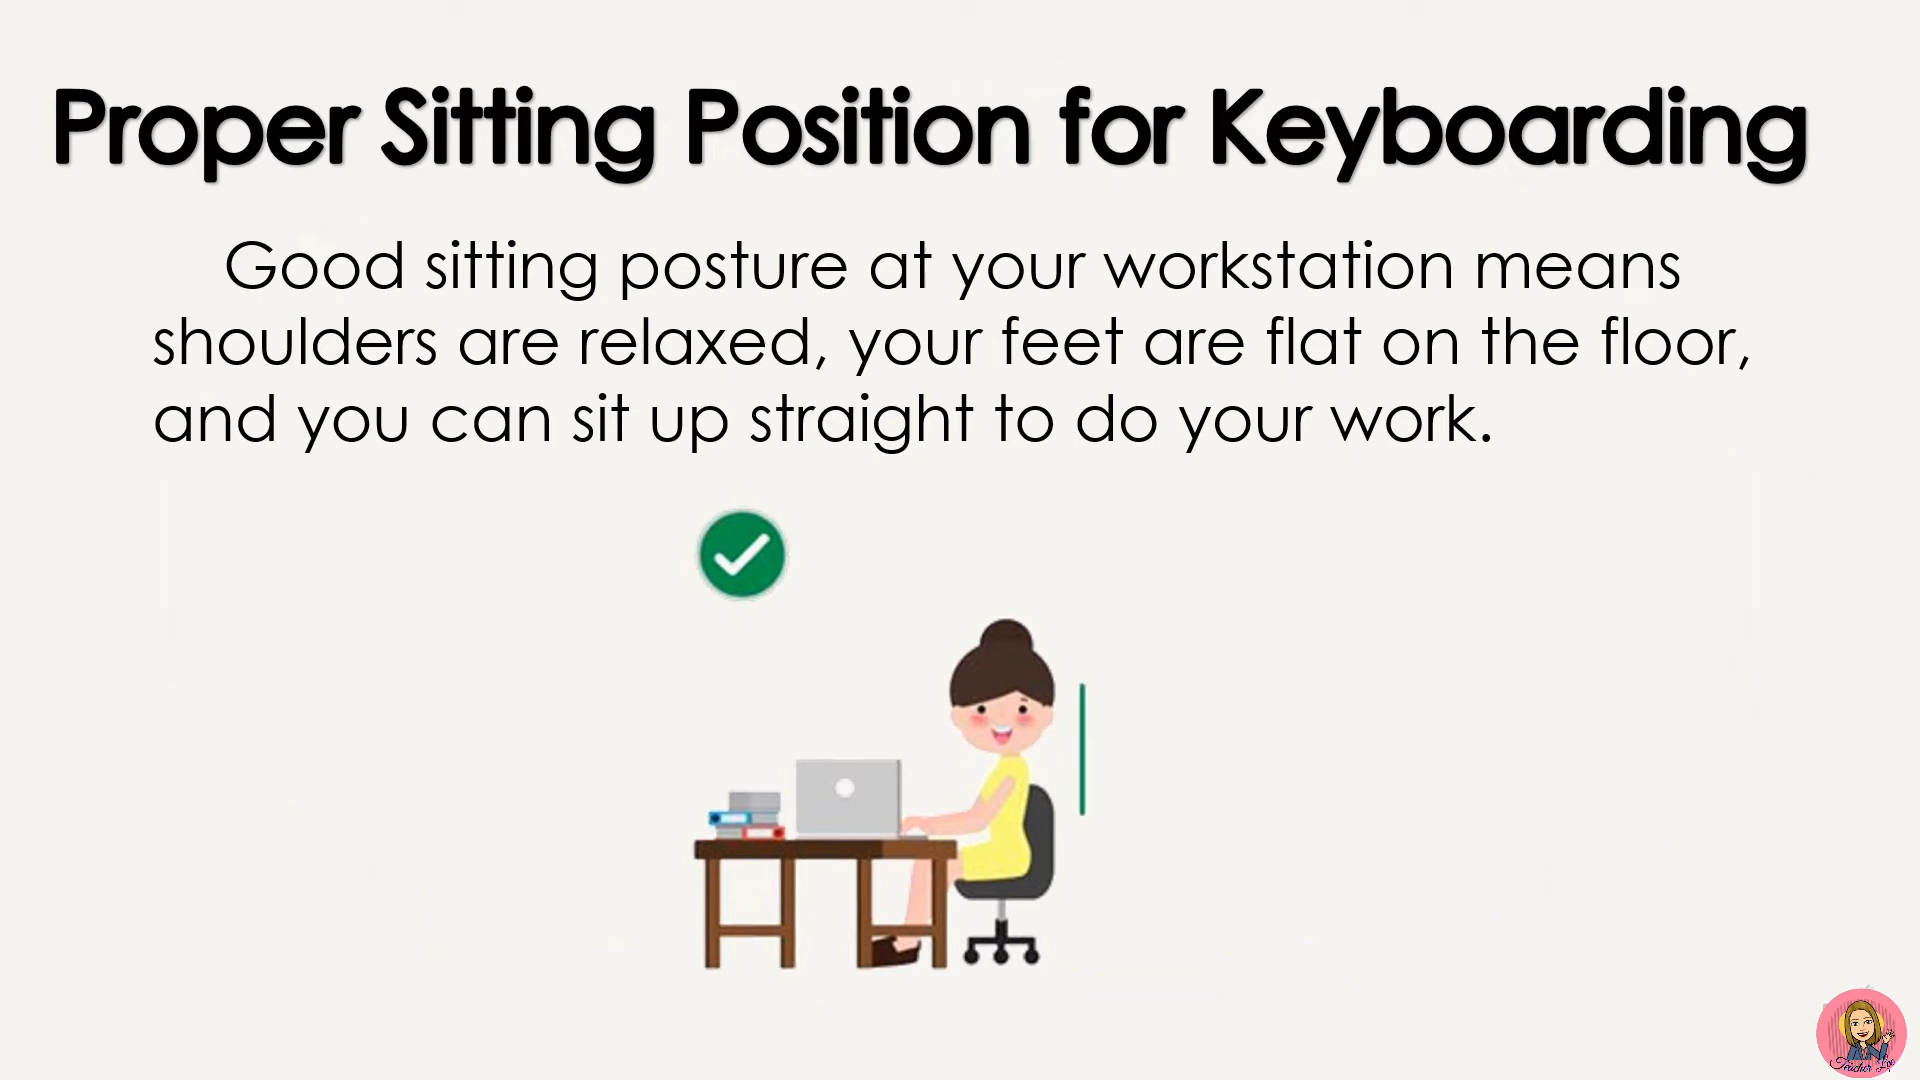 Proper Sitting Position for Keyboarding
Good sitting posture at your workstation means
shoulders are relaxed, your feet are flat on the floor,
and you can sit up straight to do your work.
Teacher